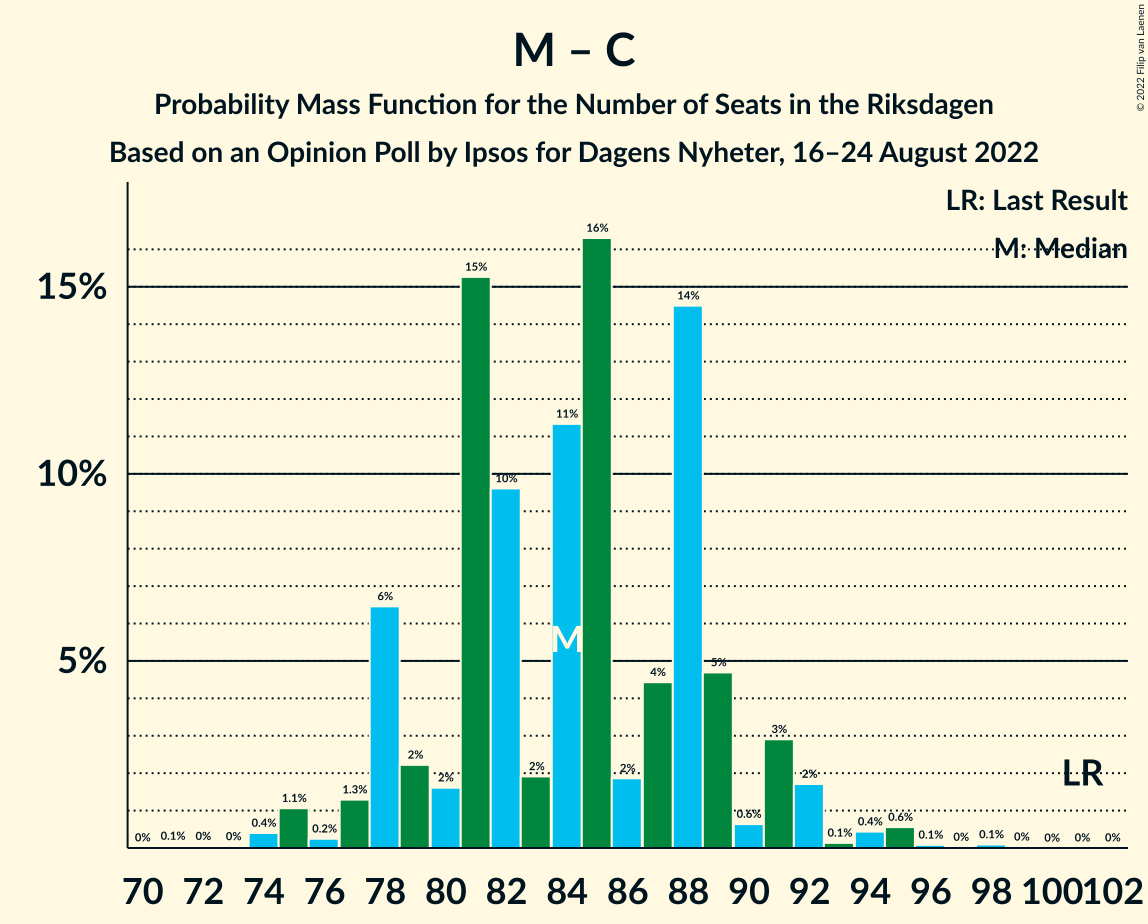 M – C
Probability Mass Function for the Number of Seats in the Riksdagen
Based on an Opinion Poll by Ipsos for Dagens Nyheter, 16–24 August 2022
© 2022 Filip van Laenen
LR: Last Result
M: Median
15%
10%
5%
0% 0.1% 0% 0% 0.4% 1.1% 0.2% 1.3% 6% 2% 2% 15% 10% 2% 11% 16% 2% 4% 14% 5% 0.6% 3% 2% 0.1% 0.4% 0.6% 0.1% 0% 0.1% 0% 0% 0% 0%
M
LR
70 72 74 76 78 80 82 84 86 88 90 92 94 96 98 100 102